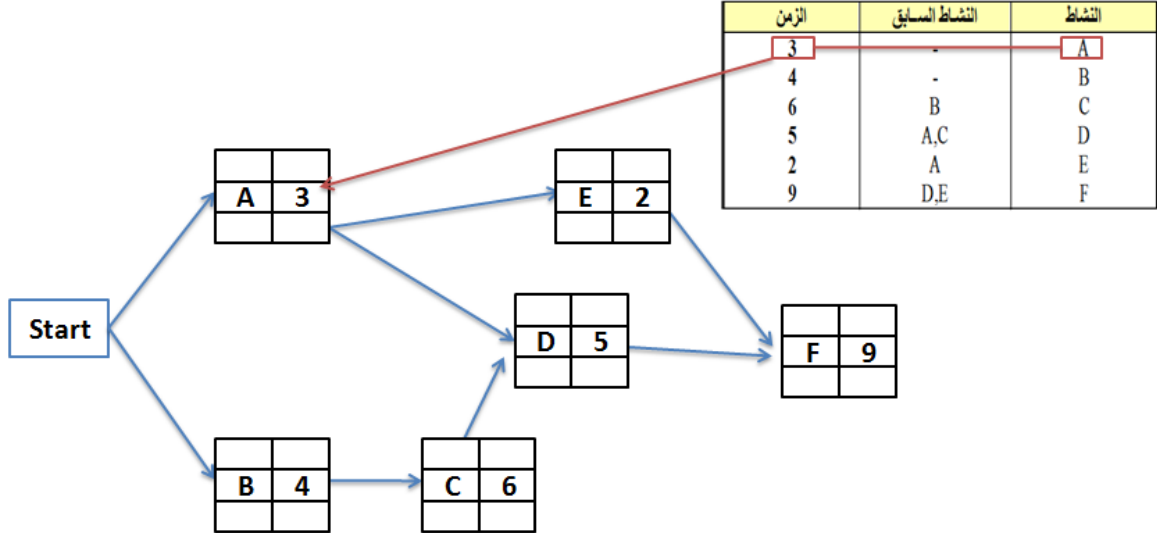 النشاط النشاط السابق الزمن
A - 3
B - 4
C B 6
D A,C 5
E A 2
F D,E 9
A 3
E 2
Start
D 5
F 9
B 4
C 6